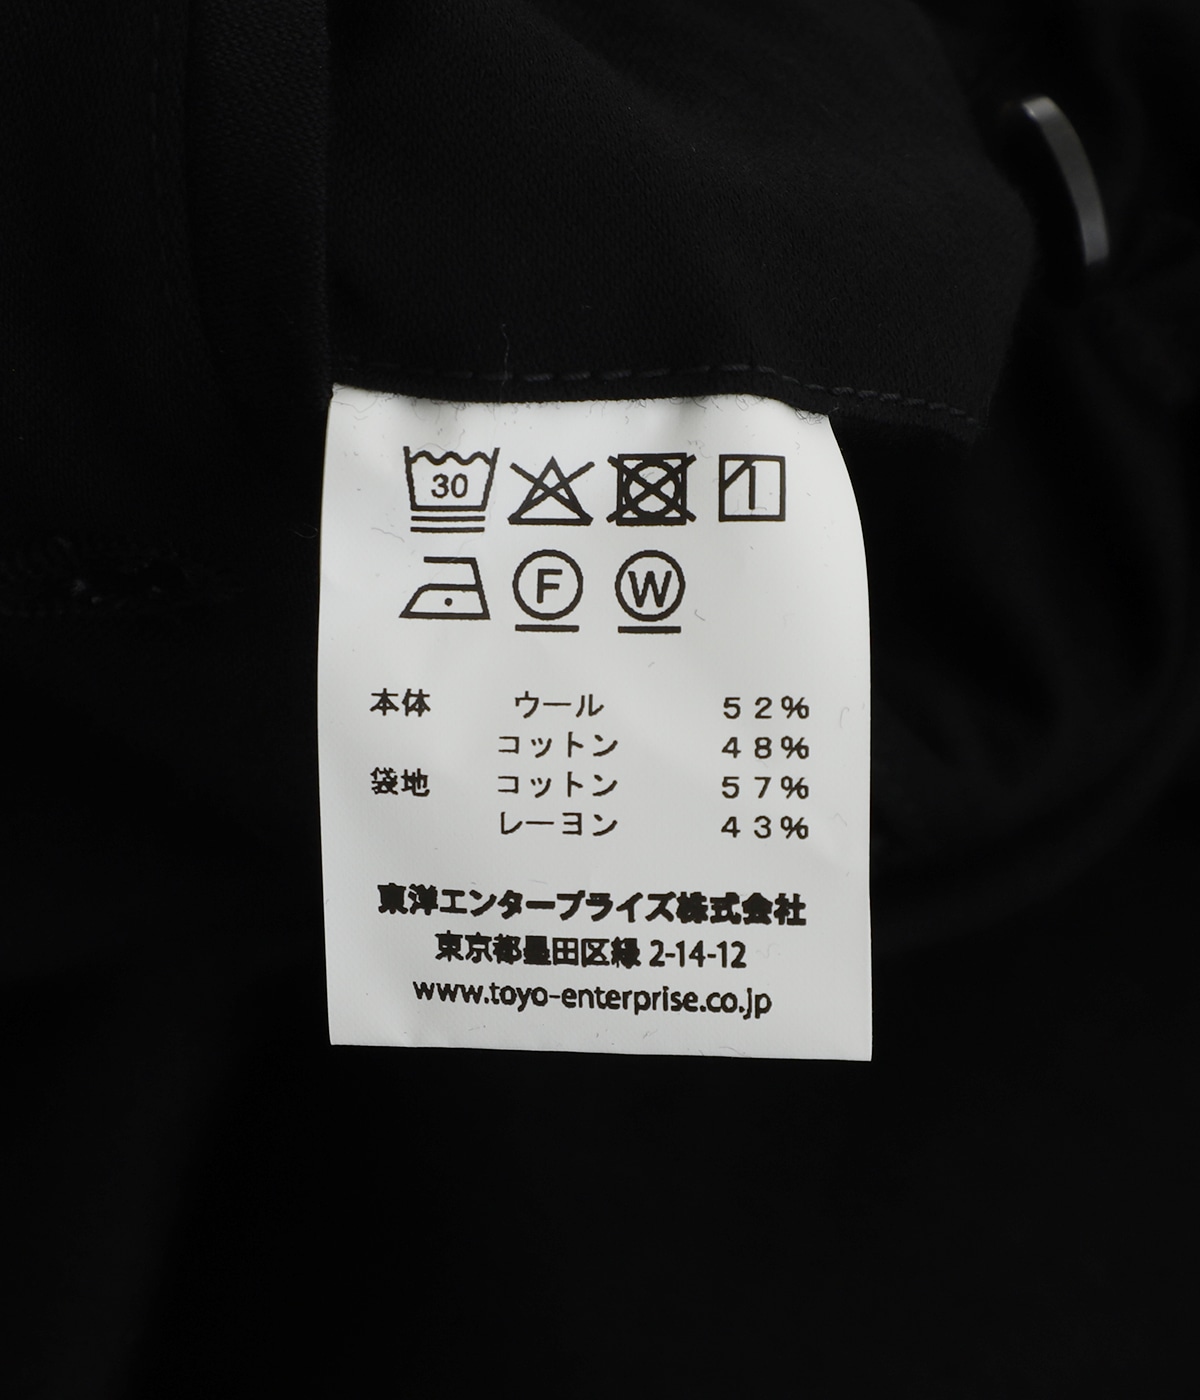 30
F W
本体 ウール 52%
コットン 48%
袋地 コットン 57%
レーヨン 43%
東洋エンタープライズ株式会社
東京都墨田区緑 2-14-12
www.toyo-enterprise.co.jp